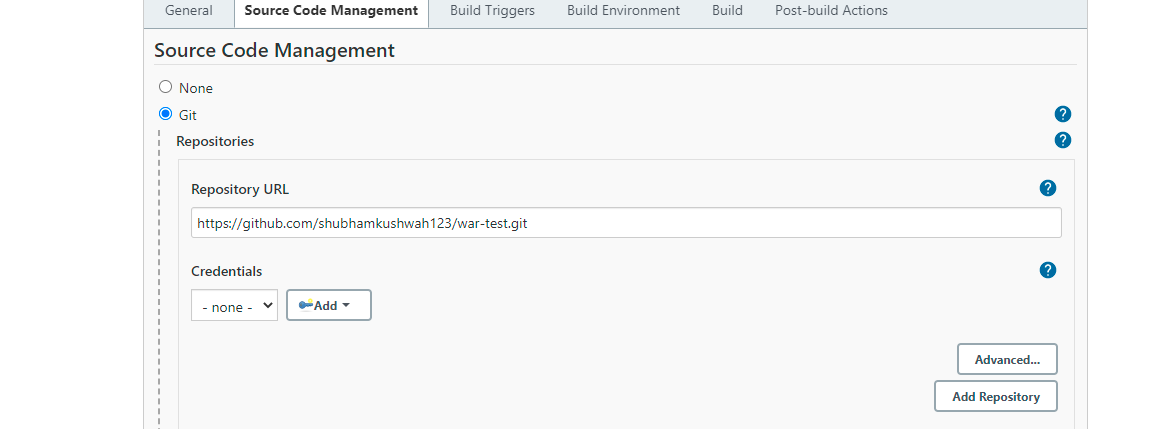 General Source Code Management Build Triggers Build Environment Build Post-build Actions
Source Code Management
None
Git
?
Repositories
?
Repository URL
?
https://github.com/shubhamkushwah123/war-test.git
Credentials
?
- none -
Add
Advanced...
Add Repository